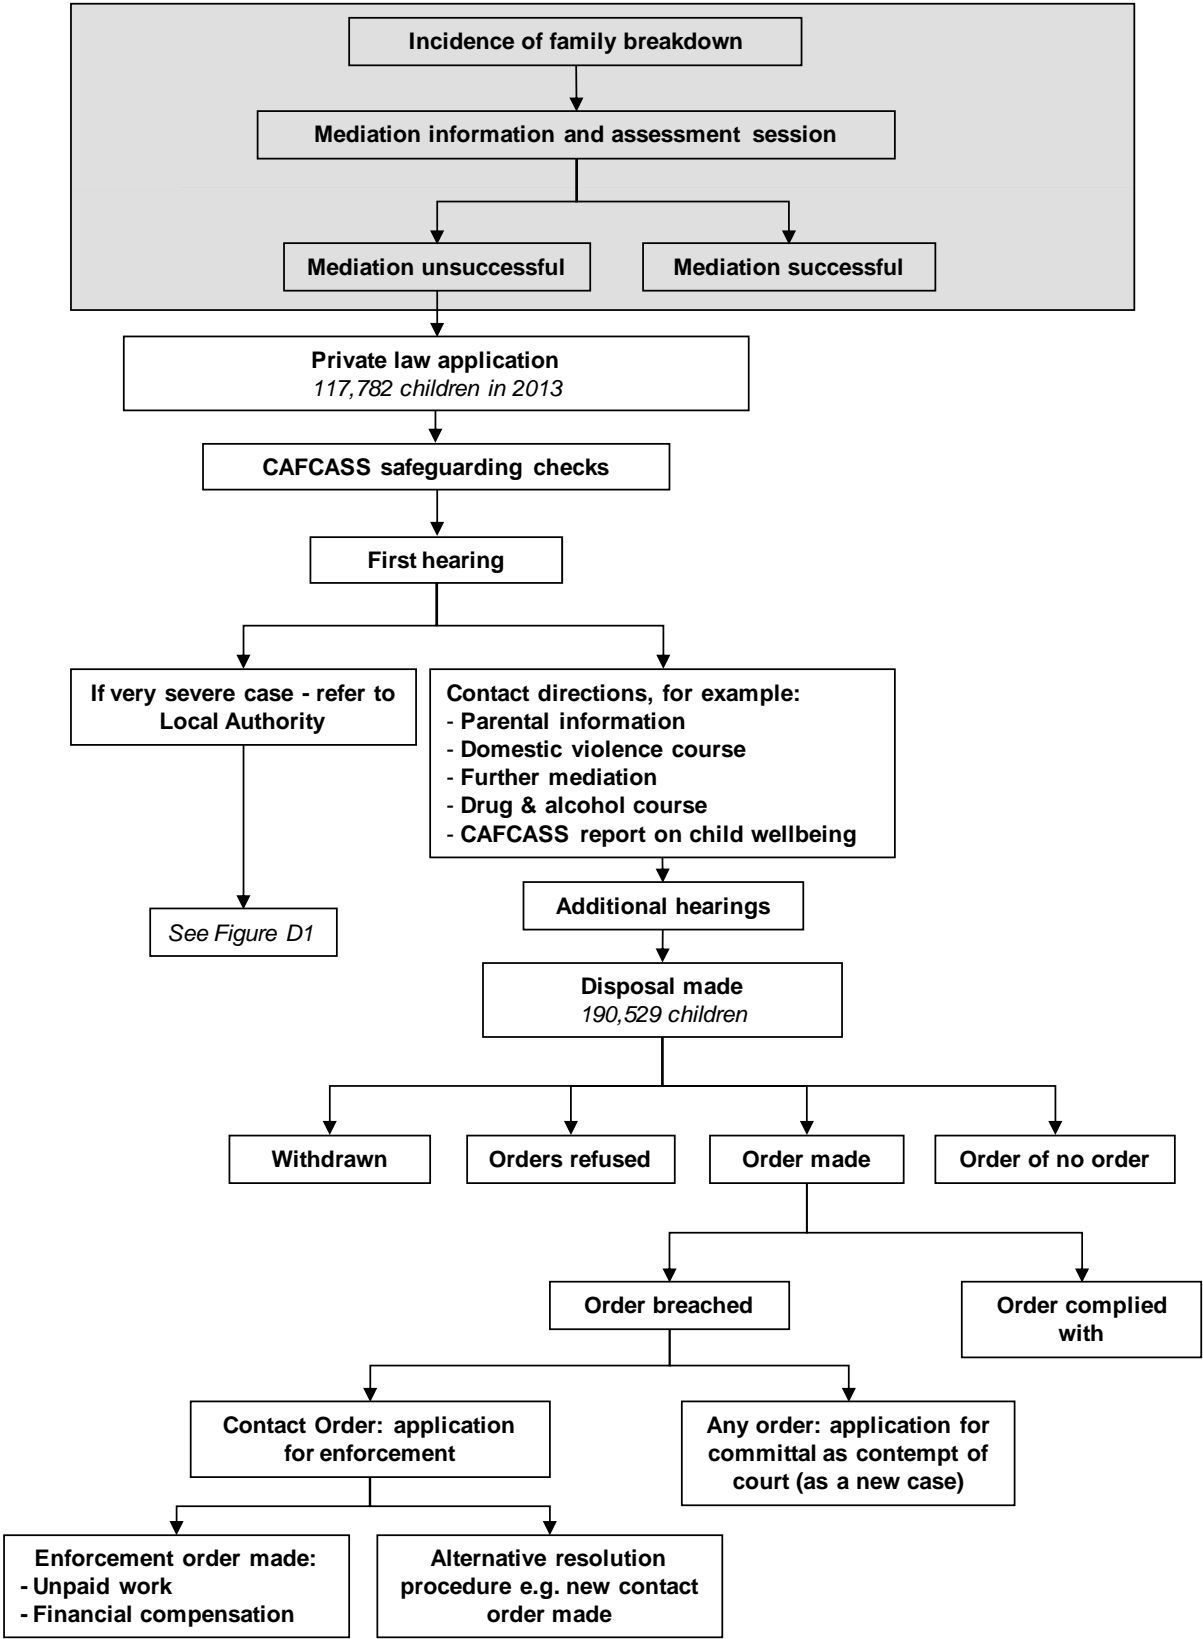 Incidence of family breakdown
Mediation information and assessment session
Mediation unsuccessful
Mediation successful
Private law application
117,782 children in 2013
CAFCASS safeguarding checks
First hearing
If very severe case - refer to
Local Authority
Contact directions, for example:
- Parental information
- Domestic violence course
- Further mediation
- Drug & alcohol course
- CAFCASS report on child wellbeing
See Figure D1
Additional hearings
Disposal made
190,529 children
Withdrawn
Orders refused
Order made
Order of no order
Order breached
Order complied
with
Contact Order: application
for enforcement
Any order: application for
committal as contempt of
court (as a new case)
Enforcement order made:
- Unpaid work
- Financial compensation
Alternative resolution
procedure e.g. new contact
order made